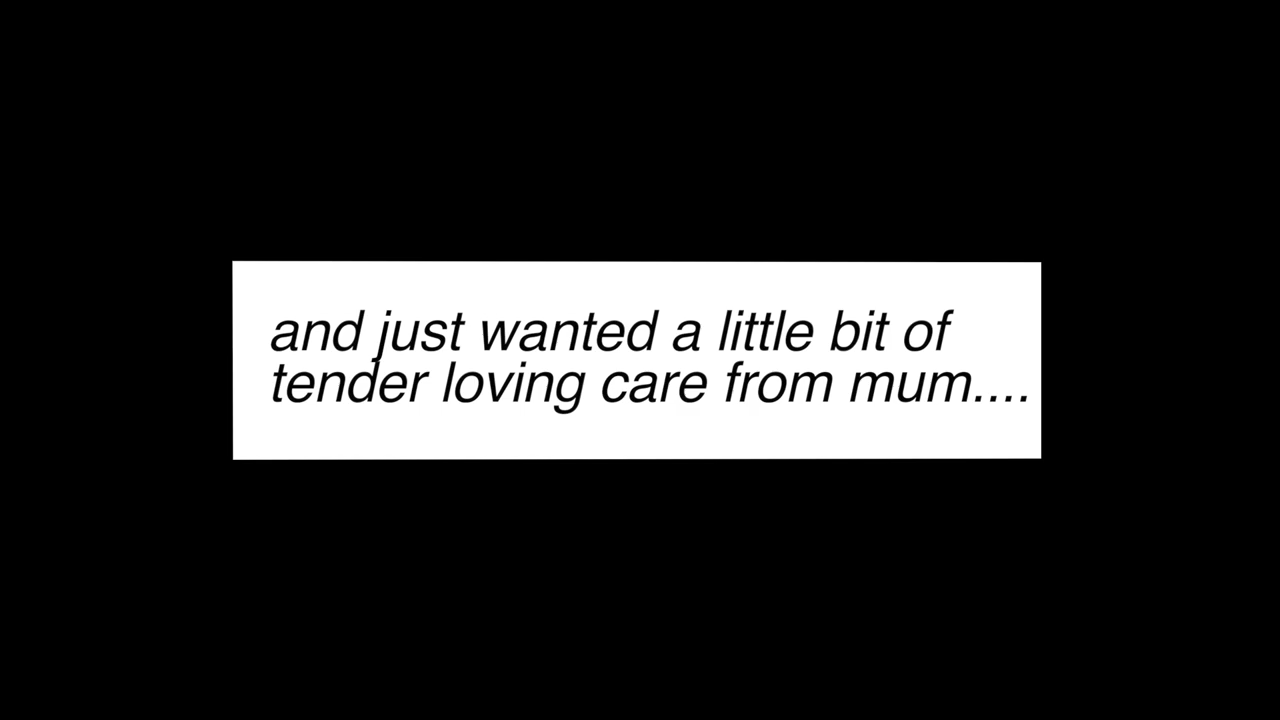 and just wanted a little bit of
tender loving care from mum....